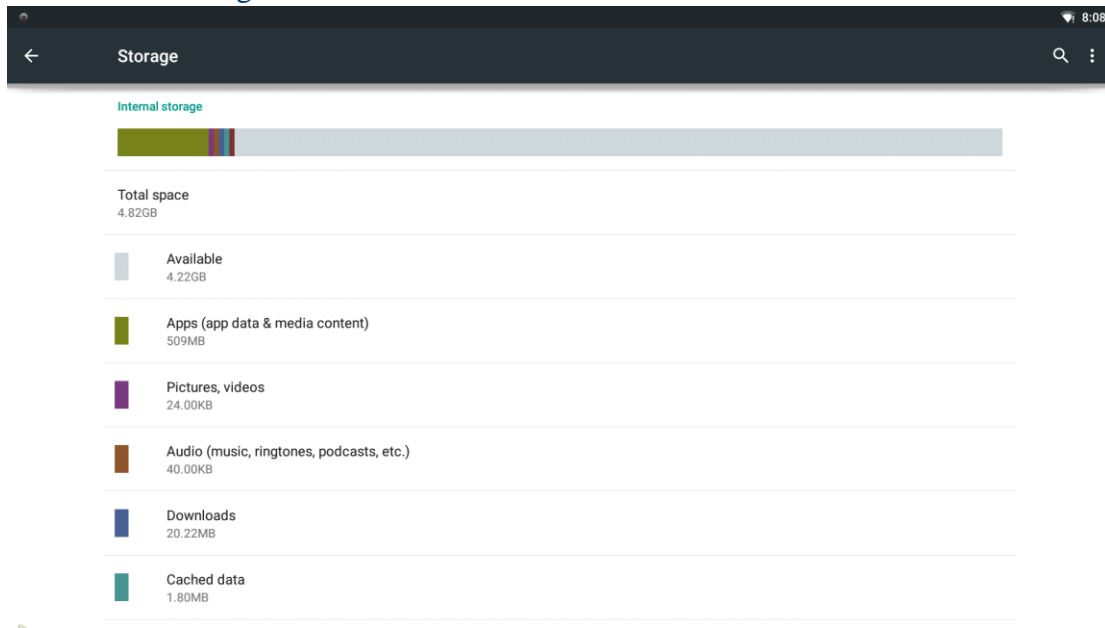 8:08
Storage
Internal storage
Total space
4.82GB
Available
4.22GB
Apps (app data & media content)
509MB
Pictures, videos
24.00KB
Audio (music, ringtones, podcasts, etc.)
40.00KB
Downloads
20.22MB
Cached data
1.80MB